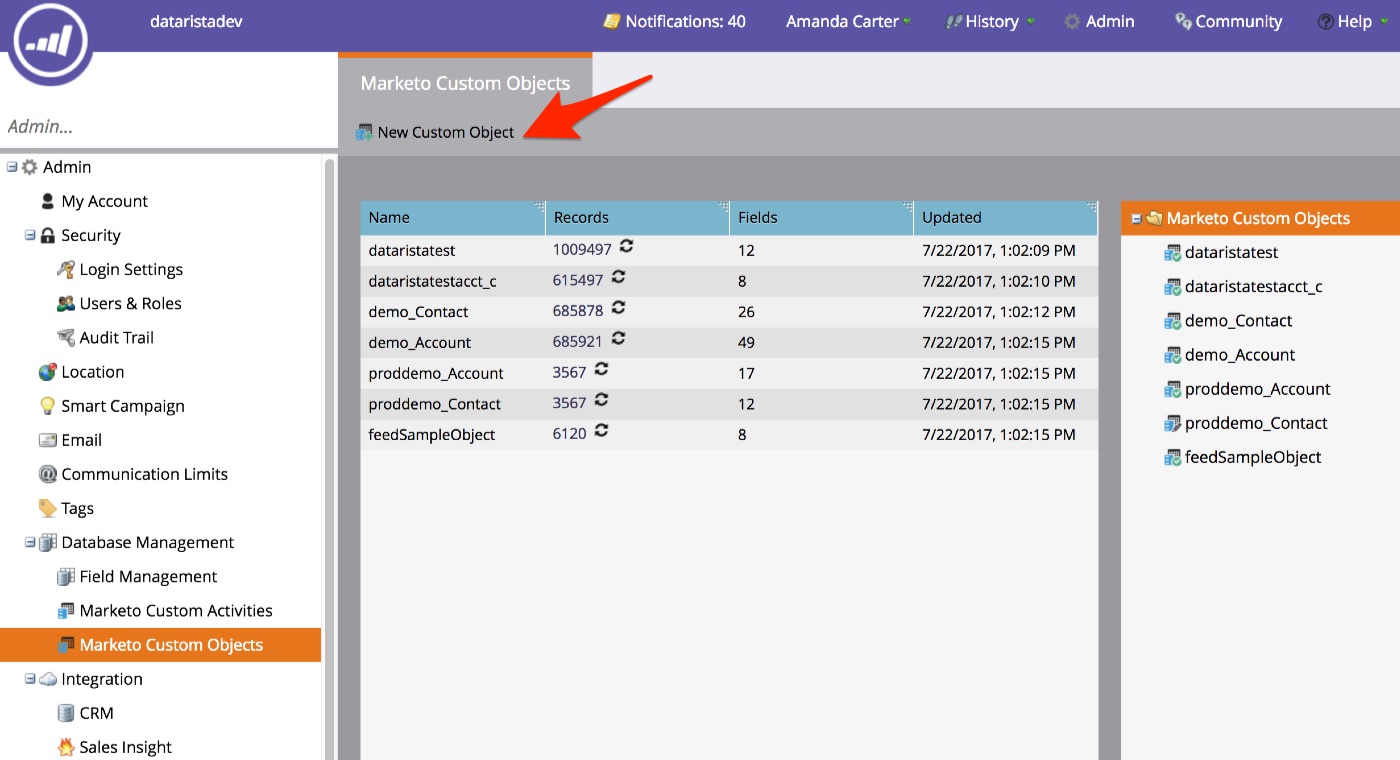 dataristadev
Notifications: 40
Amanda Carter
History
Admin
Community
Help
Admin...
Admin
My Account
Security
Login Settings
Users & Roles
Audit Trail
Location
Smart Campaign
Email
Communication Limits
Tags
Database Management
Field Management
Marketo Custom Activities
Marketo Custom Objects
Integration
CRM
Sales Insight
Marketo Custom Objects
New Custom Object
Name Records Fields Updated
dataristatest 1009497 12 7/22/2017, 1:02:09 PM
dataristatestacct_c 615497 8 7/22/2017, 1:02:10 PM
demo_Contact 685878 26 7/22/2017, 1:02:12 PM
demo_Account 685921 49 7/22/2017, 1:02:15 PM
proddemo_Account 3567 17 7/22/2017, 1:02:15 PM
proddemo_Contact 3567 12 7/22/2017, 1:02:15 PM
feedSampleObject 6120 8 7/22/2017, 1:02:15 PM
Marketo Custom Objects
dataristatest
dataristatestacct_c
demo_Contact
demo_Account
proddemo_Account
proddemo_Contact
feedSampleObject